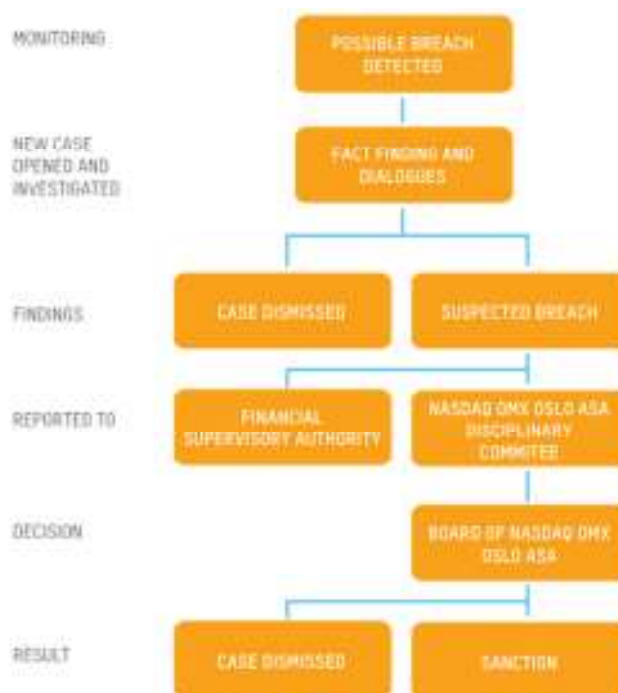 MONITORING
POSSIBLE BREACH
DETECTED
NEW CASE
OPENED AND
INVESTIGATED
FACT FINDING AND
DIALOGUES
FINDINGS
CASE DISMISSED
SUSPECTED BREACH
REPORTED TO
FINANCIAL
SUPERVISORY AUTHORITY
NASDAQ OMX OSLO ASA
DISCIPLINARY
COMMITEE
DECISION
BOARD OF NASDAQ OMX
OSLO ASA
RESULT
CASE DISMISSED
SANCTION